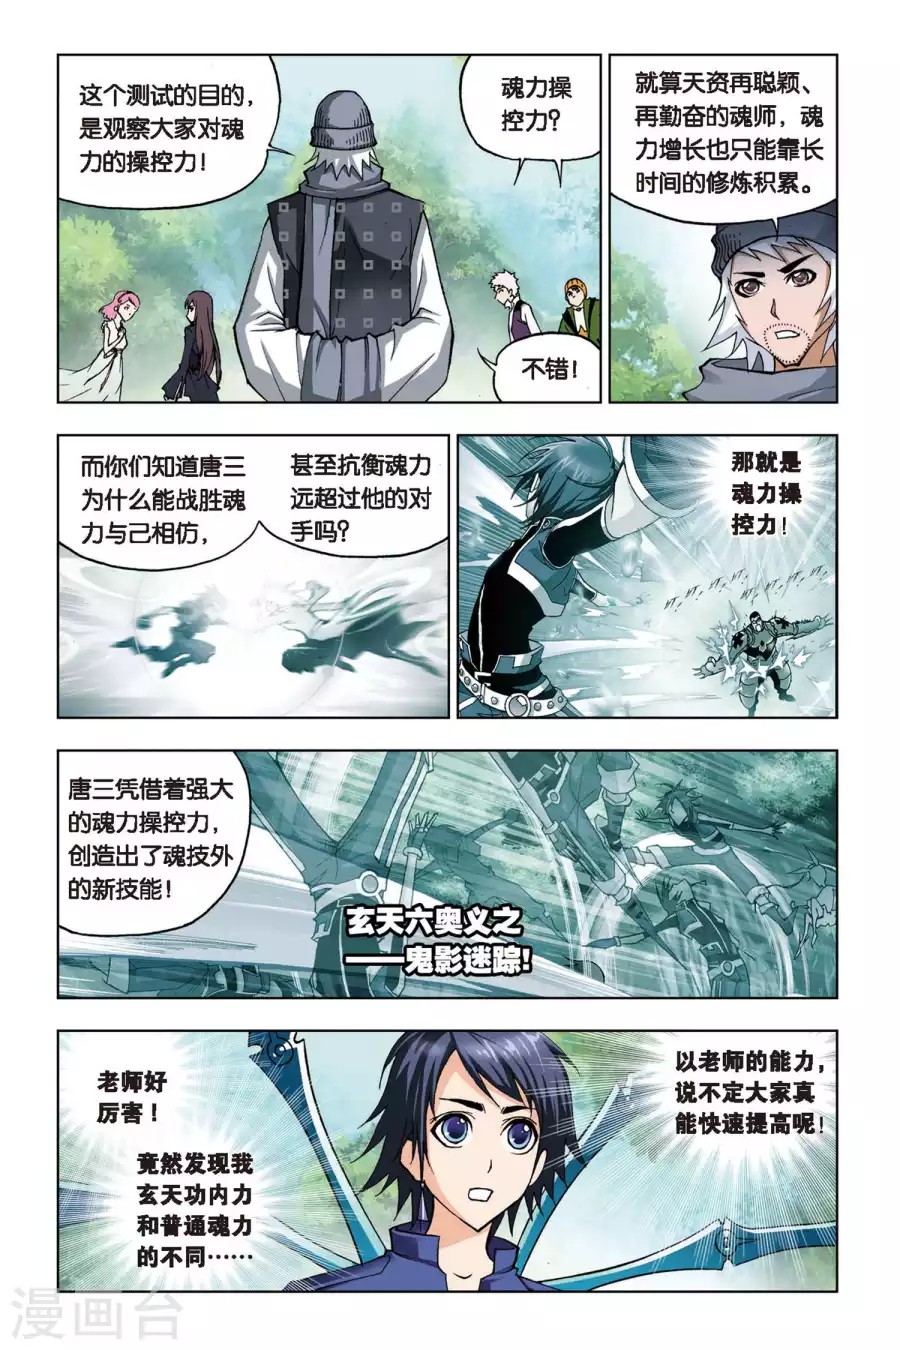 这个测试的目的，
是观察大家对魂
力的操控力！
魂力操
控力？
不错！
就算天资再聪颖、
再勤奋的魂师，魂
力增长也只能靠长
时间的修炼积累。
而你们知道唐三
为什么能战胜魂
力与己相仿，
甚至抗衡魂力
远超过他的对
手吗？
那就是
魂力操
控力！
唐三凭借着强大
的魂力操控力，
创造出了魂技外
的新技能！
玄天六奥义之
——鬼影迷踪！
老师好
厉害！
竟然发现我
玄天功内力
和普通魂力
的不同……
以老师的能力，
说不定大家真
能快速提高呢！
漫画台